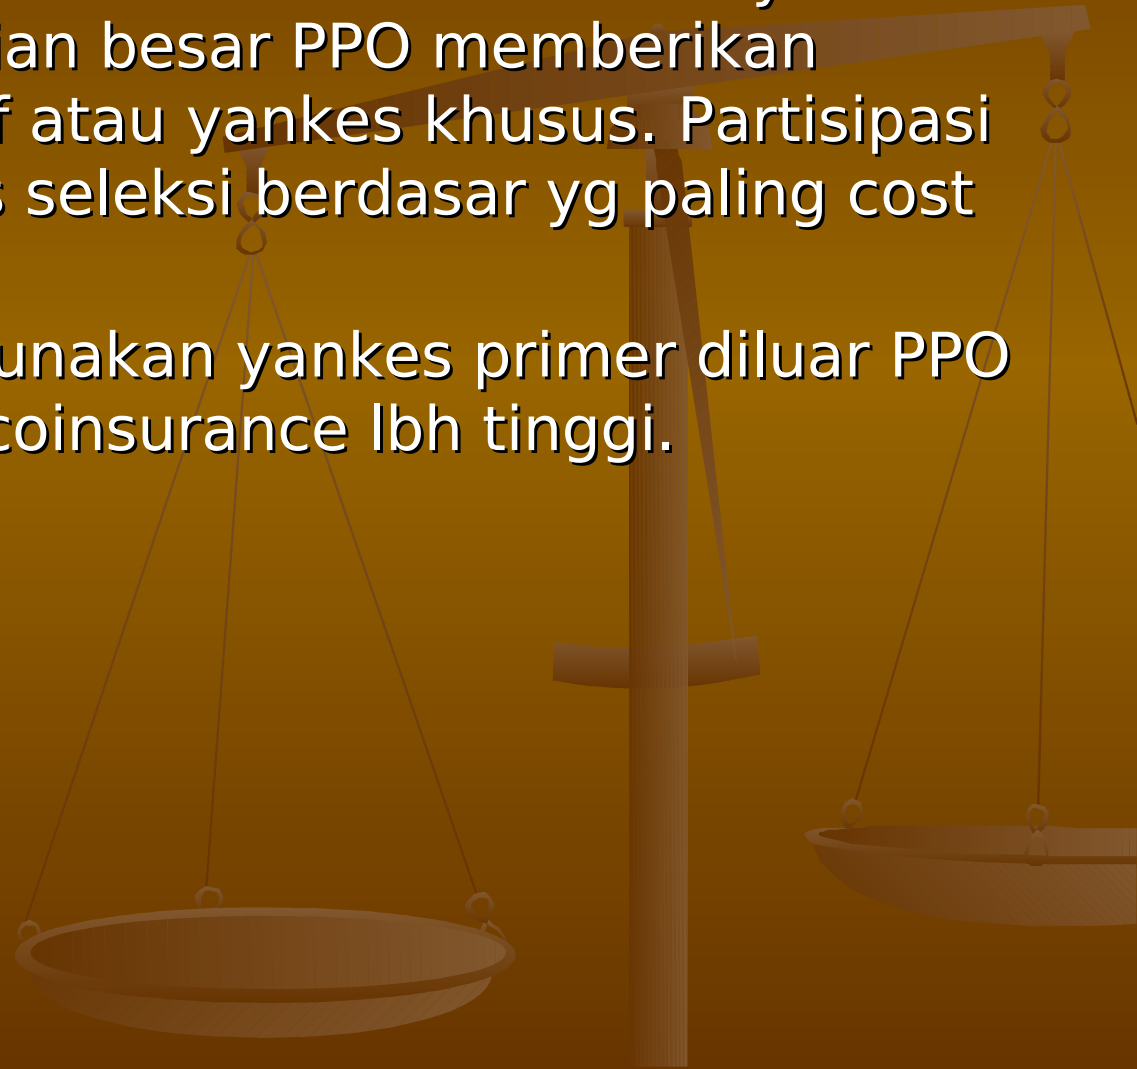 ian besar PPO memberikan
f atau yankes khusus. Partisipasi
s seleksi berdasar yg paling cost
unakan yankes primer diluar PPO
coinsurance lbh tinggi.